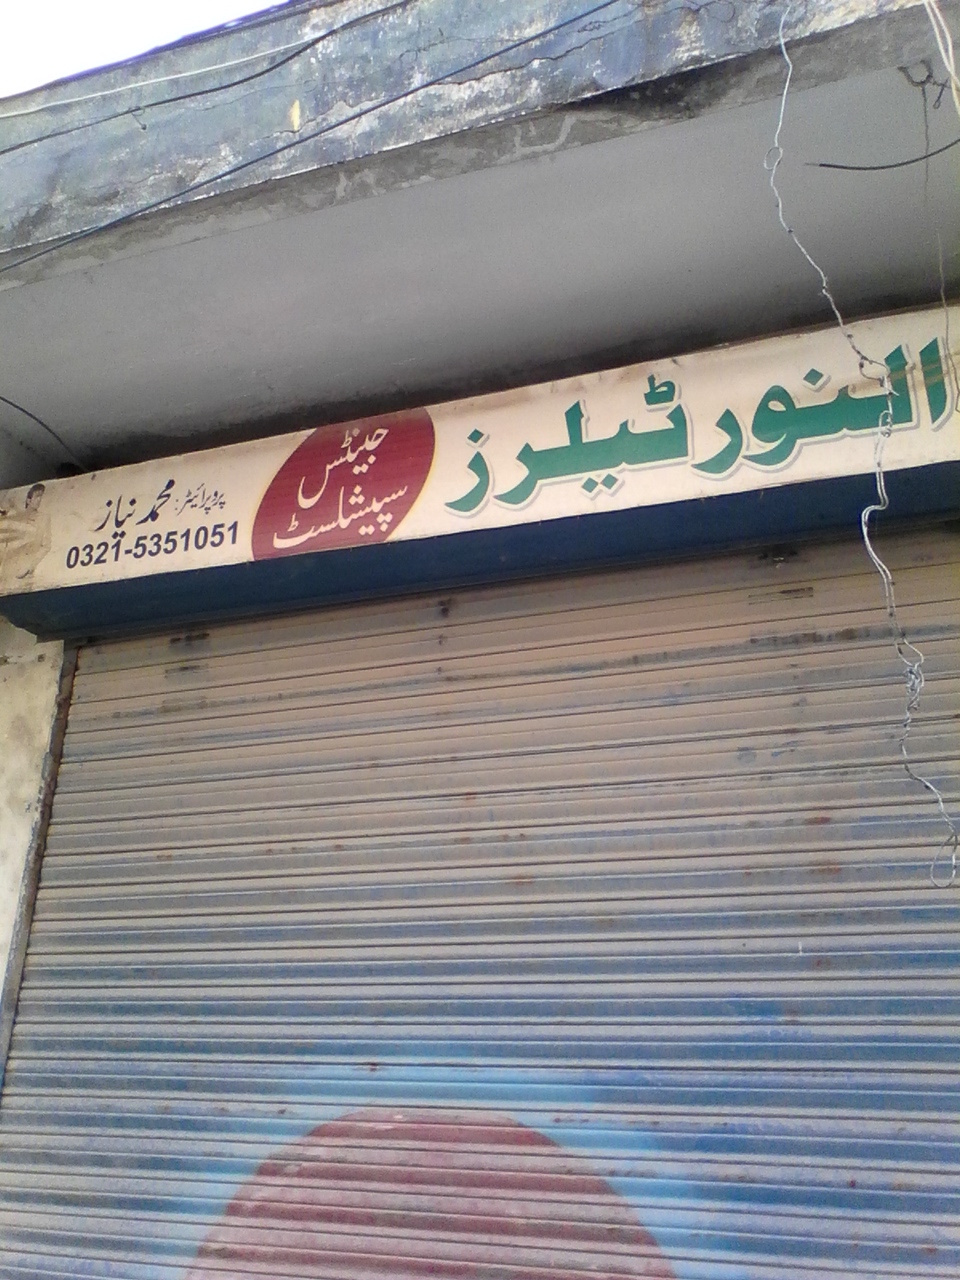 النور ٹیلرز
جینٹس
سپیشلسٹ
پروپرائیٹر: محمد نیاز
0321-5351051